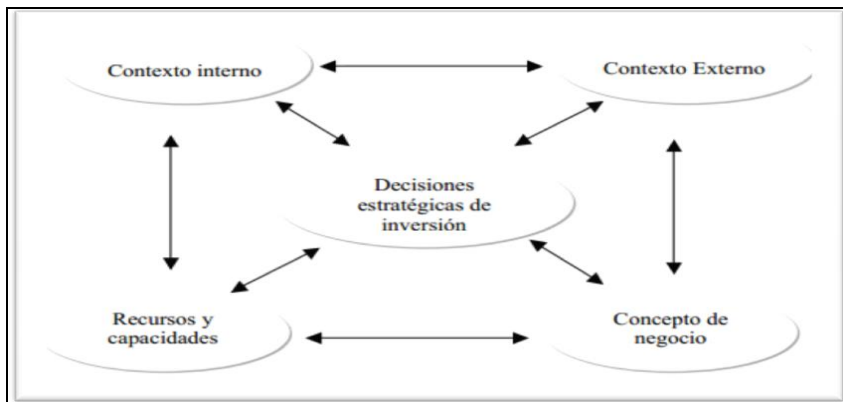 Contexto interno
Contexto Externo
Decisiones
estratégicas de
inversión
Recursos y
capacidades
Concepto de
negocio